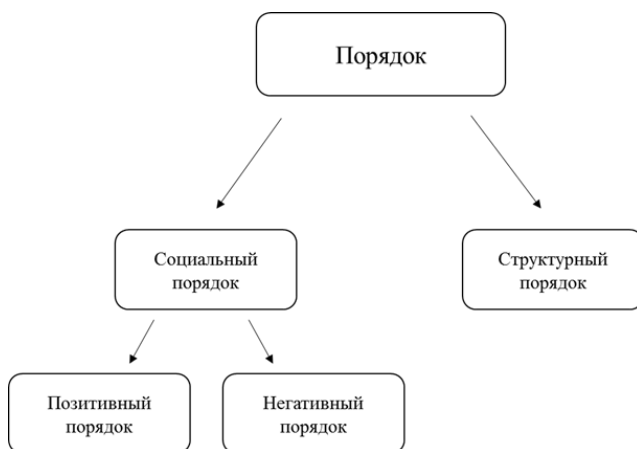 Порядок
Социальный
порядок
Структурный
порядок
Позитивный
порядок
Негативный
порядок